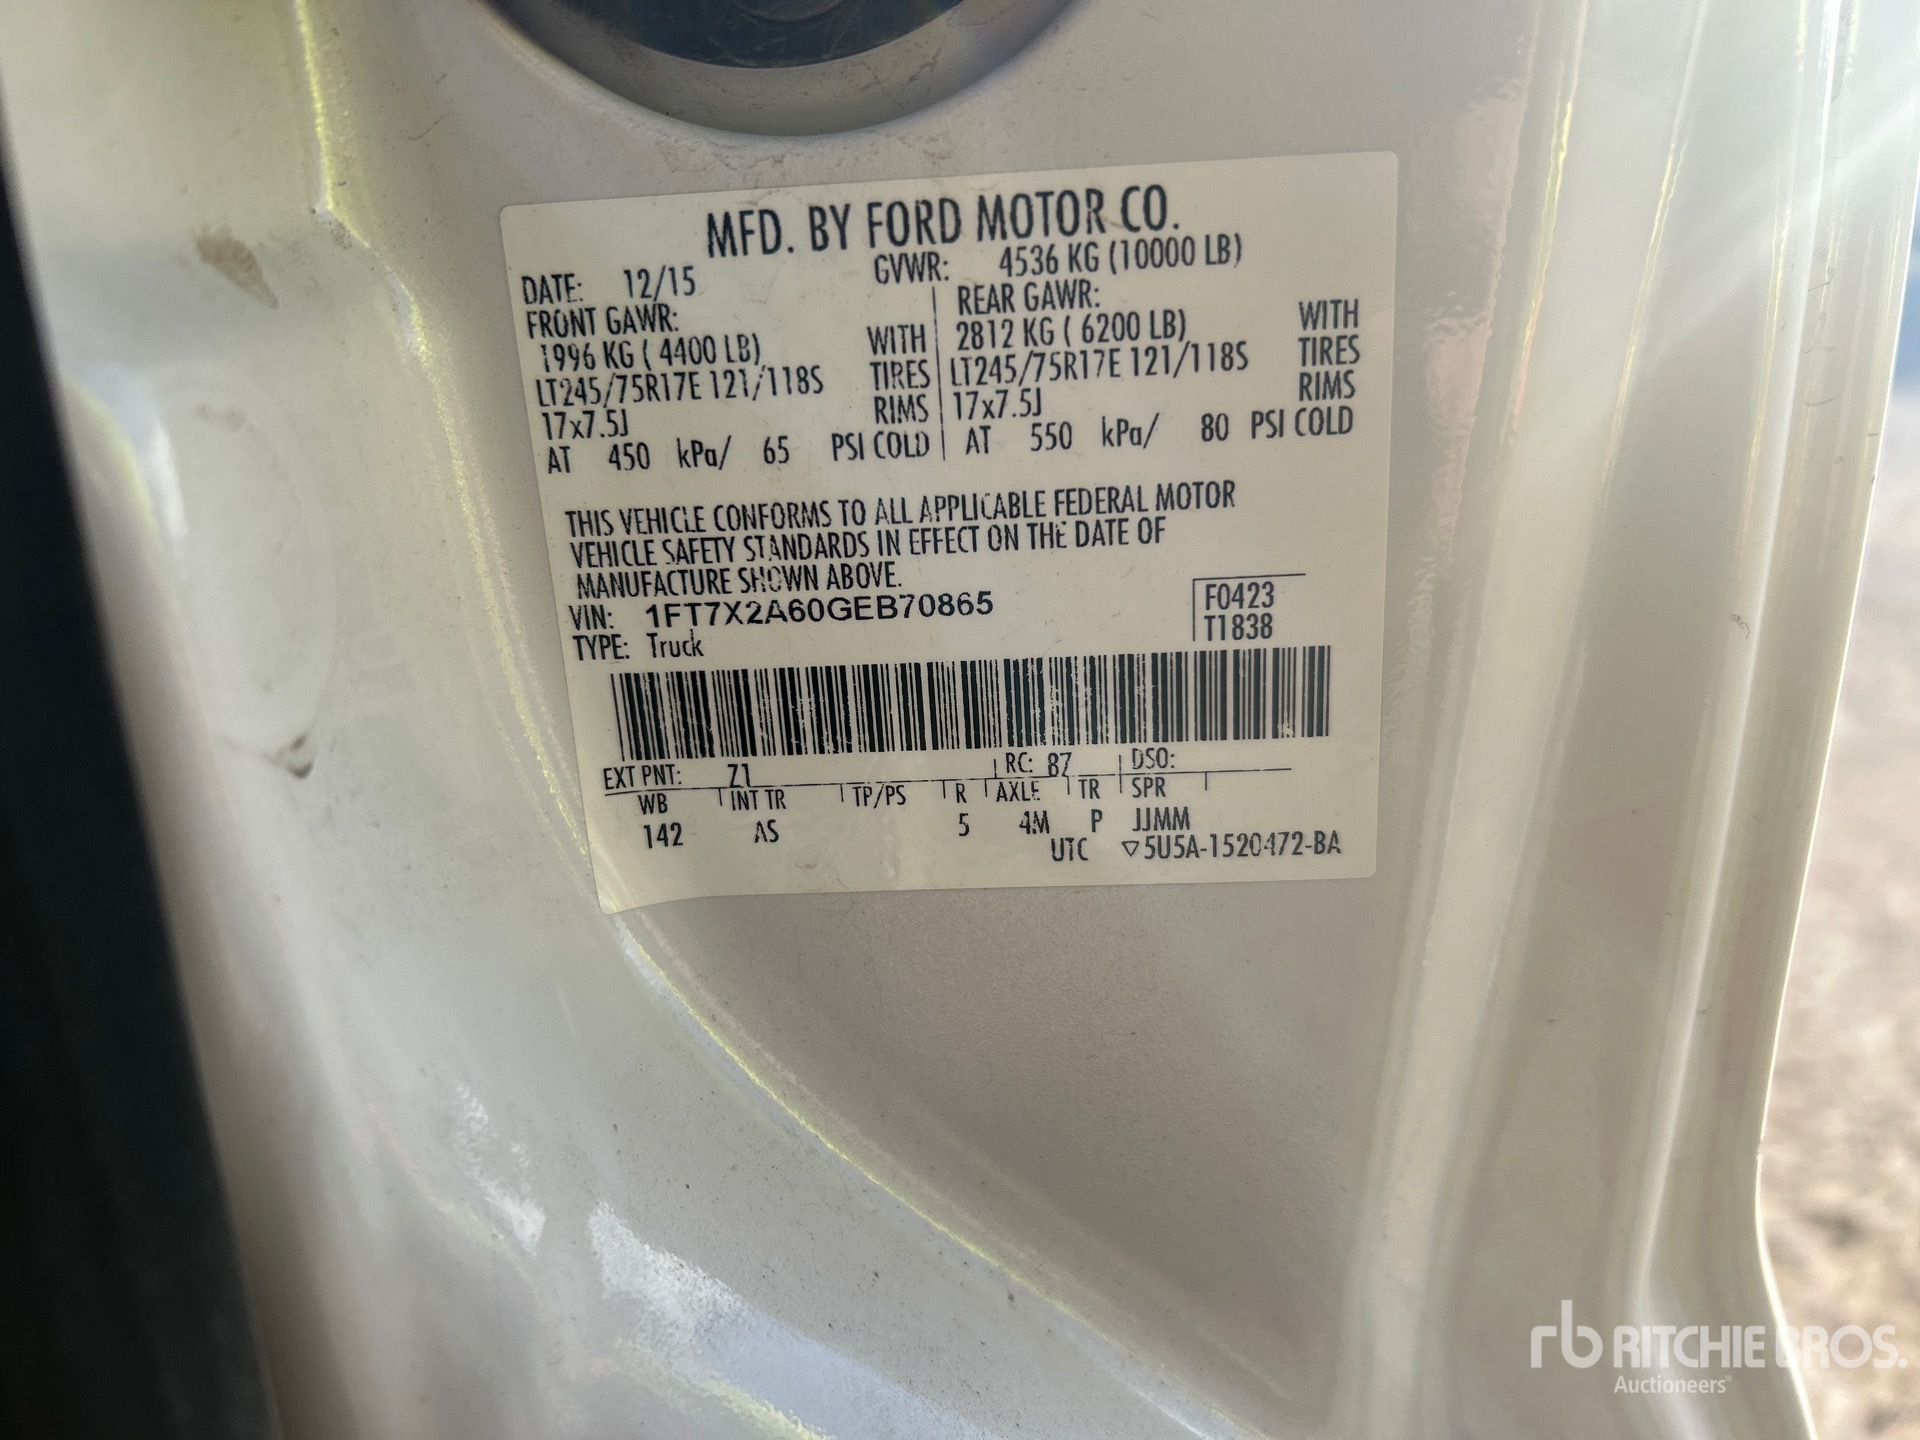 MFD. BY FORD MOTOR CO.
DATE: 12/15 GVWR: 4536 KG (10000 LB)
FRONT GAWR: REAR GAWR:
1996 KG ( 4400 LB) WITH 2812 KG ( 6200 LB) WITH
LT245/75R17E 121/118S TIRES LT245/75R17E 121/118S TIRES
17x7.5J RIMS 17x7.5J RIMS
AT 450 kPa/ 65 PSI COLD AT 550 kPa/ 80 PSI COLD
THIS VEHICLE CONFORMS TO ALL APPLICABLE FEDERAL MOTOR
VEHICLE SAFETY STANDARDS IN EFFECT ON THE DATE OF
MANUFACTURE SHOWN ABOVE.
VIN: 1FT7X2A60GEB70865 F0423
TYPE: Truck T1838
EXT PNT: Z1 RC: 87 DSO:
WB INT TR TP/PS R AXLE TR SPR
142 AS 5 4M P JJMM
UTC ▽5U5A-1520472-BA
rb RITCHIE BROS.
Auctioneers